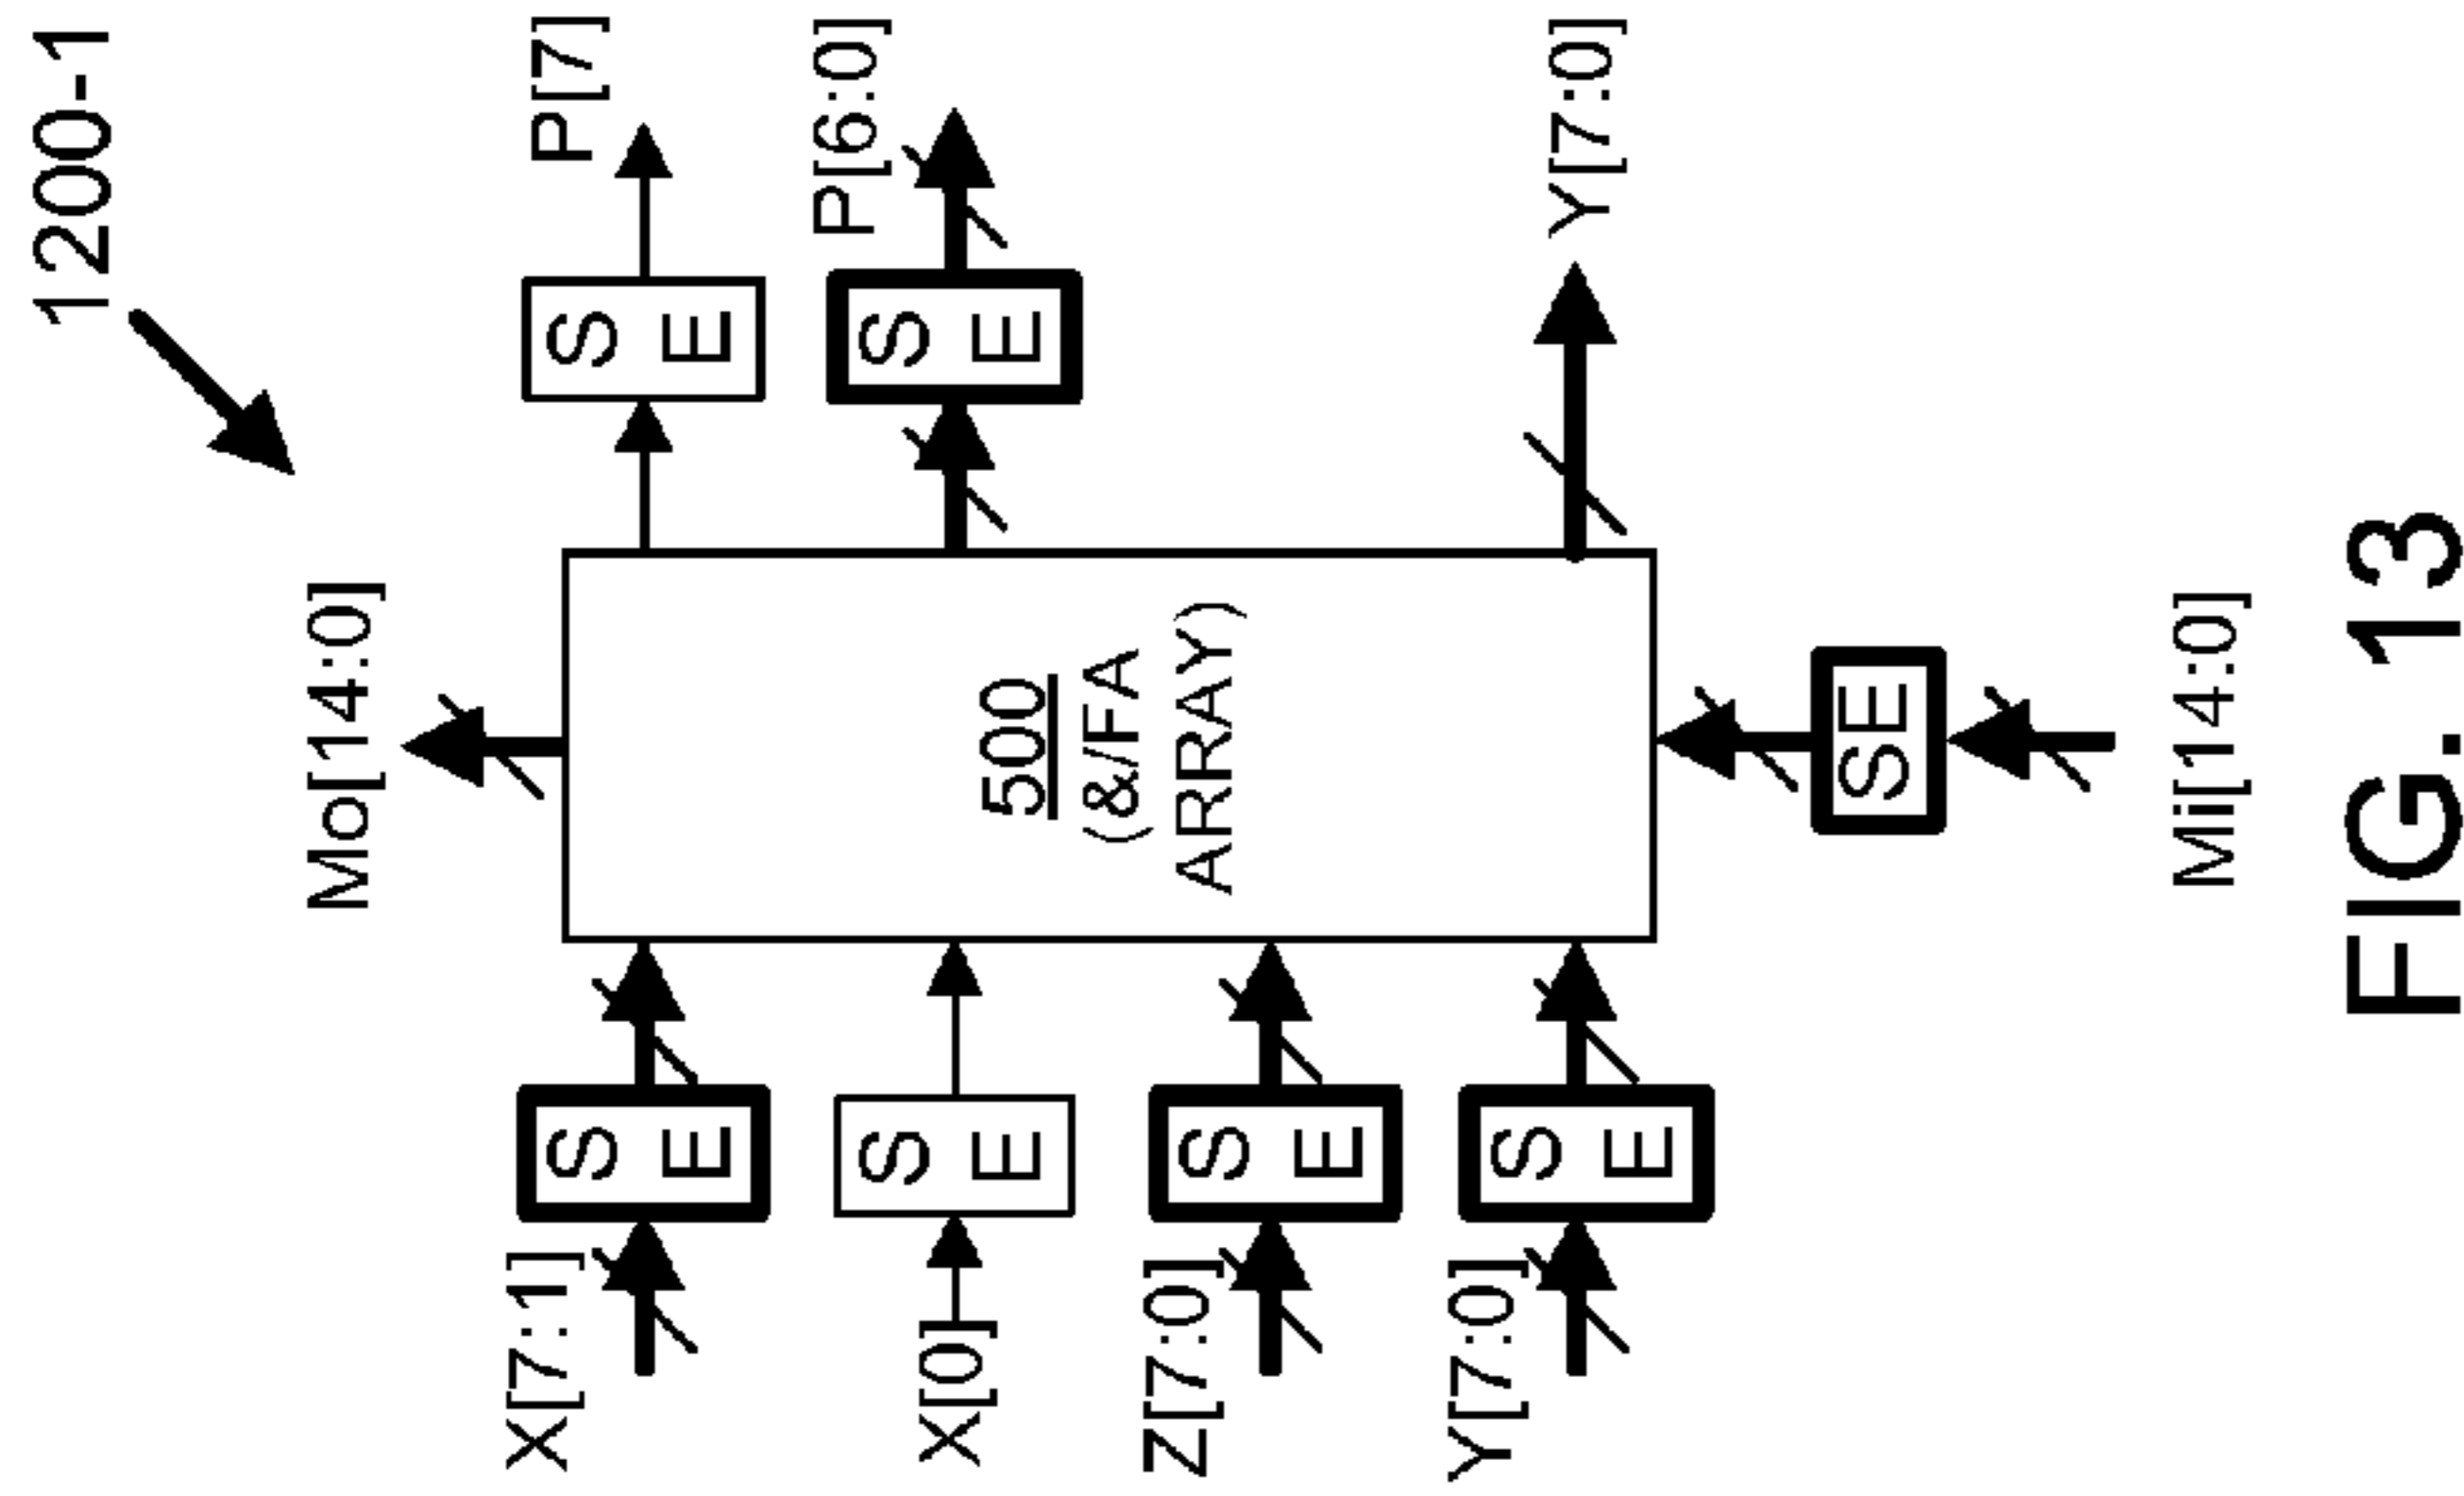 1200-1
Mo[14:0]
P[7]
S
E
P[6:0]
S
E
Y[7:0]
500
(&/FA
ARRAY)
X[7:1]
S
E
X[0]
S
E
Z[7:0]
S
E
Y[7:0]
S
E
SE
Mi[14:0]
FIG. 13